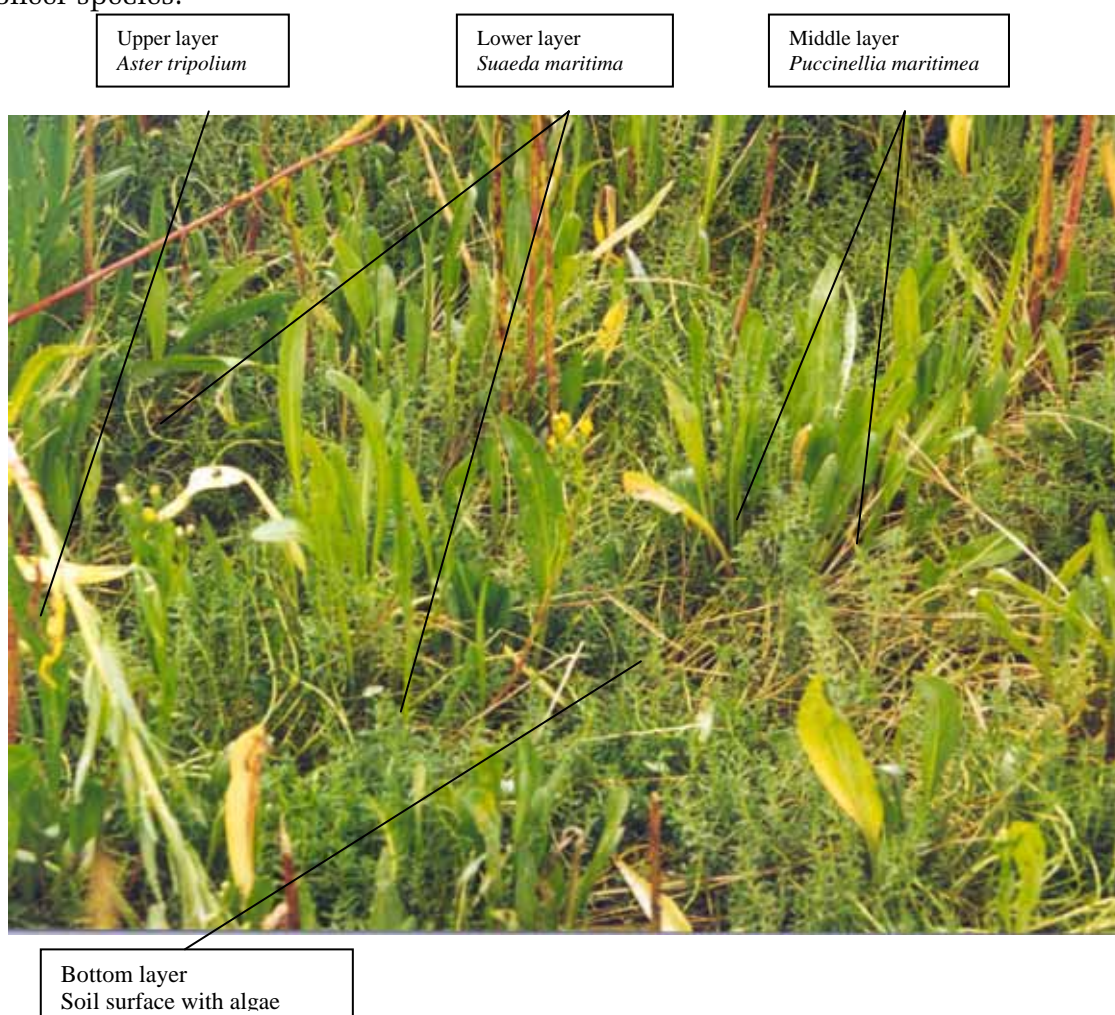 Upper layer
Aster tripolium
Lower layer
Suaeda maritima
Middle layer
Puccinellia maritimea
Bottom layer
Soil surface with algae